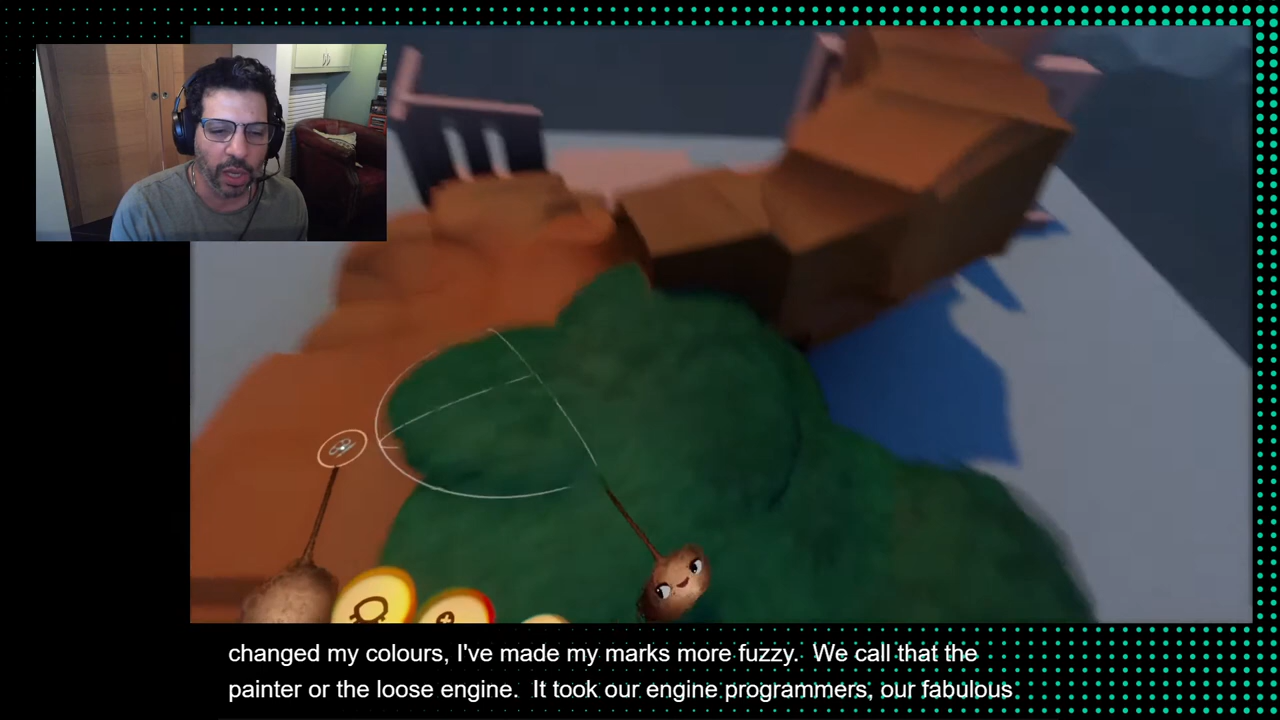 changed my colours, I've made my marks more fuzzy.  We call that the
painter or the loose engine.  It took our engine programmers, our fabulous